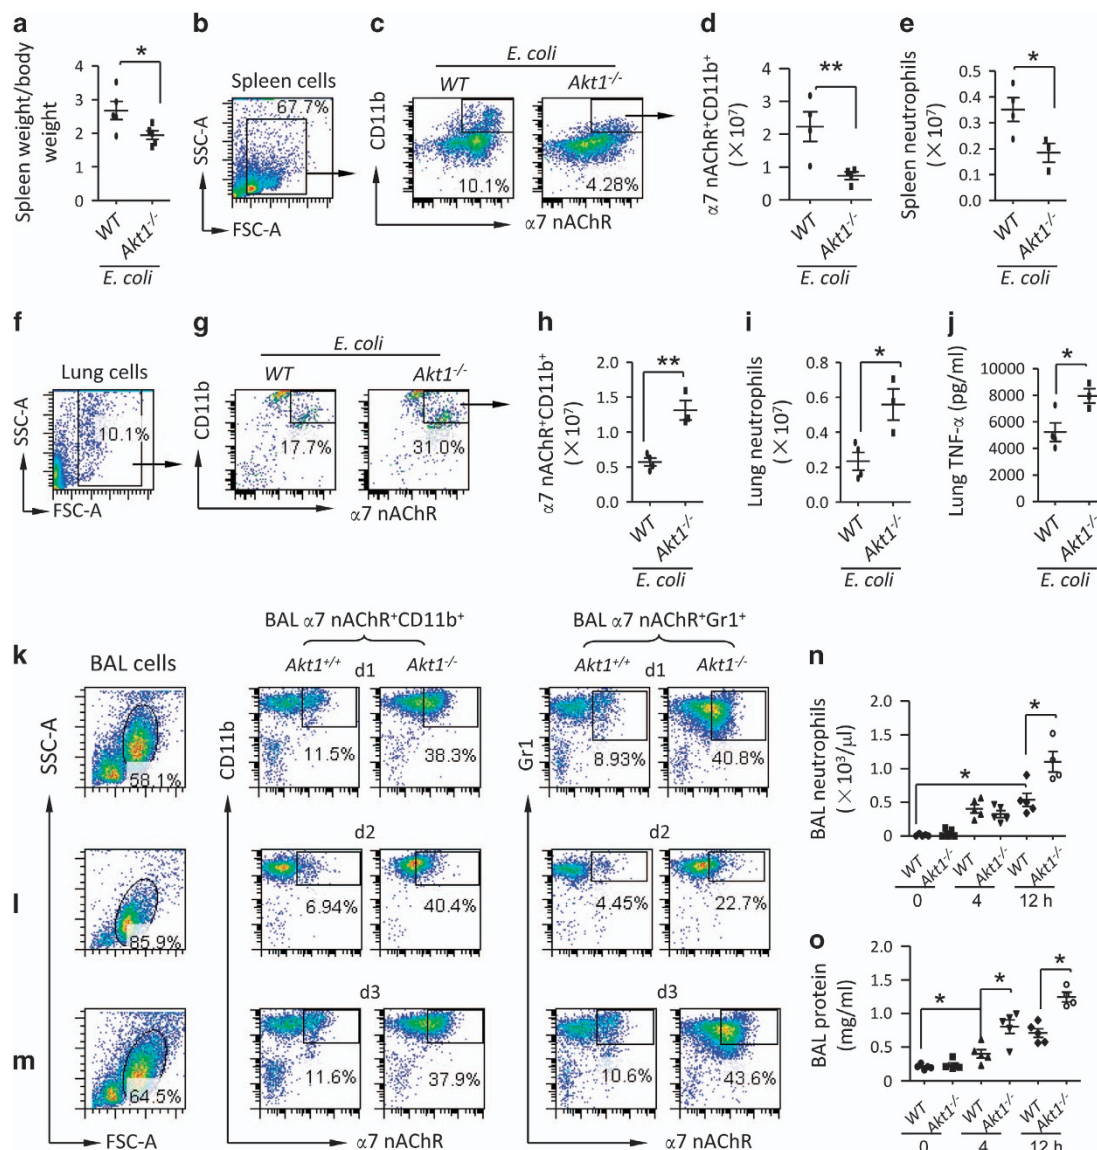 a
Spleen weight/body
weight
4
3
2
1
0
*
WT
Akt1-/-
E. coli
b
Spleen cells
67.7%
SSC-A
FSC-A
c
E. coli
WT
Akt1-/-
CD11b
10.1%
4.28%
α7 nAChR
d
α7 nAChR+CD11b+
(×10⁷)
4
3
2
1
0
**
WT
Akt1-/-
E. coli
e
Spleen neutrophils
(×10⁷)
0.5
0.4
0.3
0.2
0.1
0.0
*
WT
Akt1-/-
E. coli
f
Lung cells
10.1%
SSC-A
FSC-A
g
E. coli
WT
Akt1-/-
CD11b
17.7%
31.0%
α7 nAChR
h
α7 nAChR+CD11b+
(×10⁷)
2.0
1.5
1.0
0.5
0.0
**
WT
Akt1-/-
E. coli
i
Lung neutrophils
(×10⁷)
0.8
0.6
0.4
0.2
0.0
*
WT
Akt1-/-
E. coli
j
Lung TNF-α (pg/ml)
10000
8000
6000
4000
2000
0
*
WT
Akt1-/-
E. coli
BAL α7 nAChR+CD11b+
BAL α7 nAChR+Gr1+
k
BAL cells
Akt1+/+
Akt1-/-
d1
Akt1+/+
Akt1-/-
d1
SSC-A
58.1%
CD11b
11.5%
38.3%
Gr1
8.93%
40.8%
l
d2
d2
85.9%
6.94%
40.4%
4.45%
22.7%
m
d3
d3
64.5%
11.6%
37.9%
10.6%
43.6%
FSC-A
α7 nAChR
α7 nAChR
n
BAL neutrophils
(×10³/µl)
2.0
1.5
1.0
0.5
0
*
*
WT
Akt1-/-
WT
Akt1-/-
WT
Akt1-/-
0
4
12 h
o
BAL protein
(mg/ml)
2.0
1.5
1.0
0.5
0
*
*
*
WT
Akt1-/-
WT
Akt1-/-
WT
Akt1-/-
0
4
12 h